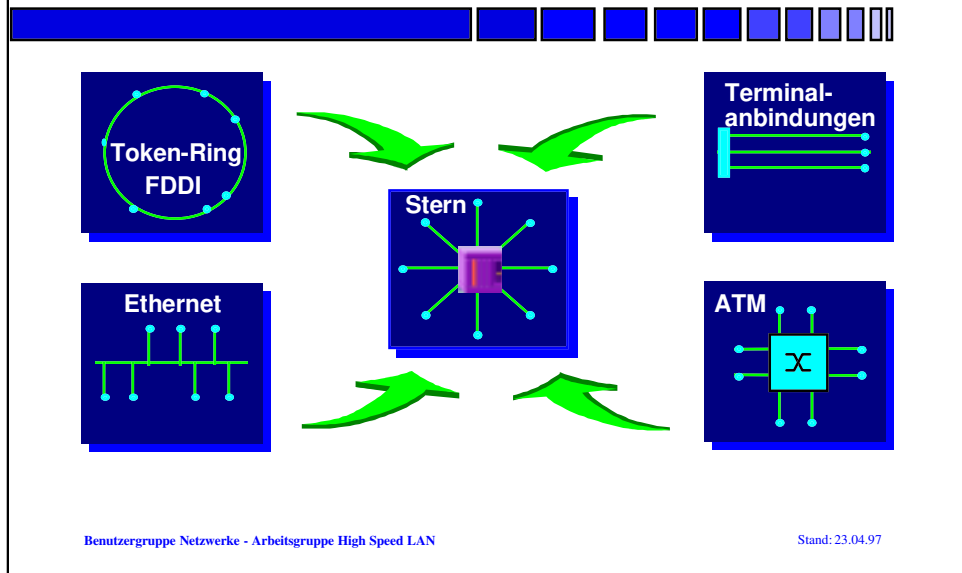 Token-Ring
FDDI
Terminal-
anbindungen
Stern
Ethernet
ATM
Benutzergruppe Netzwerke - Arbeitsgruppe High Speed LAN
Stand: 23.04.97